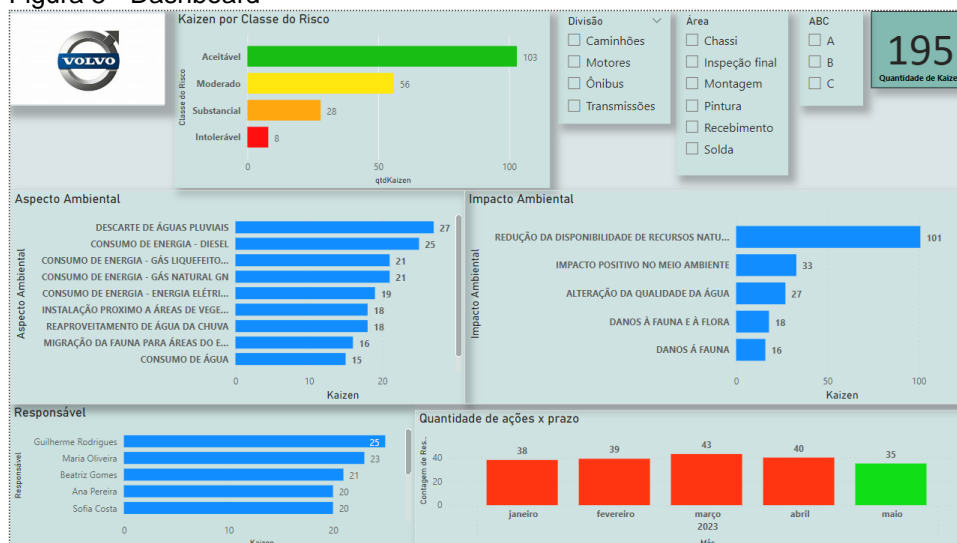 Figura 5 - Dashboard
VOLVO
Kaizen por Classe do Risco
Classe do Risco
Aceitável
103
Moderado
56
Substancial
28
Intolerável
8
0
50
100
qtdKaizen
Divisão
Caminhões
Motores
Ônibus
Transmissões
Área
Chassi
Inspeção final
Montagem
Pintura
Recebimento
Solda
ABC
A
B
C
195
Quantidade de Kaize
Aspecto Ambiental
Aspecto Ambiental
DESCARTE DE ÁGUAS PLUVIAIS
27
CONSUMO DE ENERGIA - DIESEL
25
CONSUMO DE ENERGIA - GÁS LIQUEFEITO...
21
CONSUMO DE ENERGIA - GÁS NATURAL GN
21
CONSUMO DE ENERGIA - ENERGIA ELÉTRI...
19
INSTALAÇÃO PROXIMO A ÁREAS DE VEGE...
18
REAPROVEITAMENTO DE ÁGUA DA CHUVA
18
MIGRAÇÃO DA FAUNA PARA ÁREAS DO E...
16
CONSUMO DE ÁGUA
15
0
10
20
Kaizen
Impacto Ambiental
Impacto Ambiental
REDUÇÃO DA DISPONIBILIDADE DE RECURSOS NATU...
101
IMPACTO POSITIVO NO MEIO AMBIENTE
33
ALTERAÇÃO DA QUALIDADE DA ÁGUA
27
DANOS À FAUNA E À FLORA
18
DANOS Á FAUNA
16
0
50
100
Kaizen
Responsável
Responsável
Guilherme Rodrigues
25
Maria Oliveira
23
Beatriz Gomes
21
Ana Pereira
20
Sofia Costa
20
0
10
20
Quantidade de ações x prazo
Contagem de Res...
40
20
0
38
39
43
40
35
janeiro
fevereiro
março
abril
maio
2023